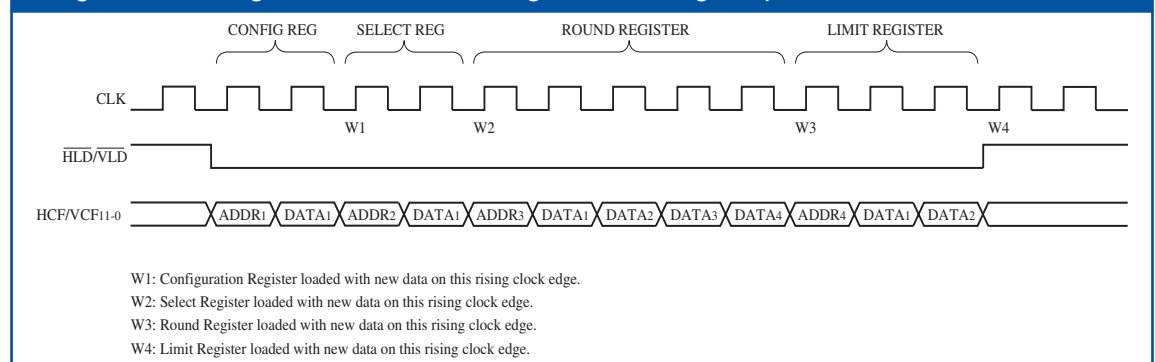 CONFIG REG SELECT REG ROUND REGISTER LIMIT REGISTER
CLK
W1 W2 W3 W4
HLD/VLD
HCF/VCF11-0 ADDR1 DATA1 ADDR2 DATA1 ADDR3 DATA1 DATA2 DATA3 DATA4 ADDR4 DATA1 DATA2
W1: Configuration Register loaded with new data on this rising clock edge.
W2: Select Register loaded with new data on this rising clock edge.
W3: Round Register loaded with new data on this rising clock edge.
W4: Limit Register loaded with new data on this rising clock edge.